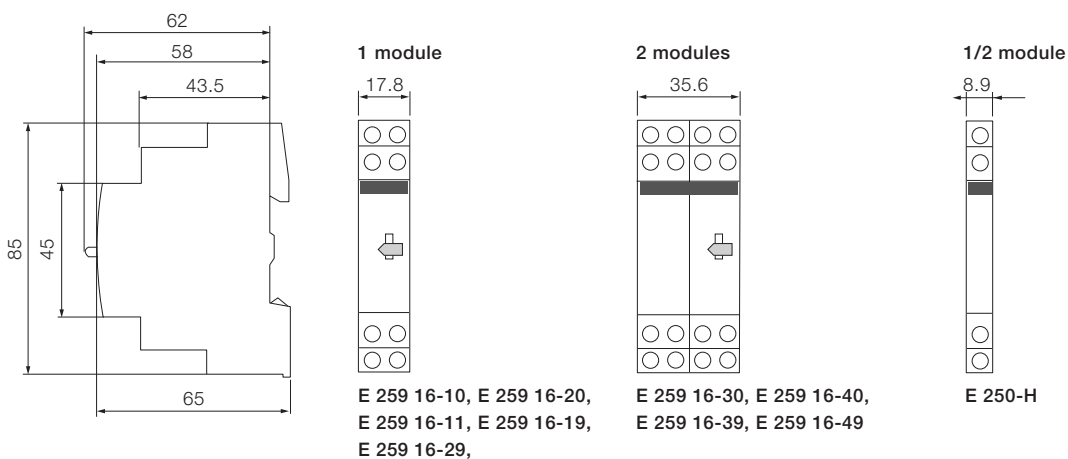 62
58
43.5
85
45
65
1 module
17.8
E 259 16-10, E 259 16-20,
E 259 16-11, E 259 16-19,
E 259 16-29,
2 modules
35.6
E 259 16-30, E 259 16-40,
E 259 16-39, E 259 16-49
1/2 module
8.9
E 250-H